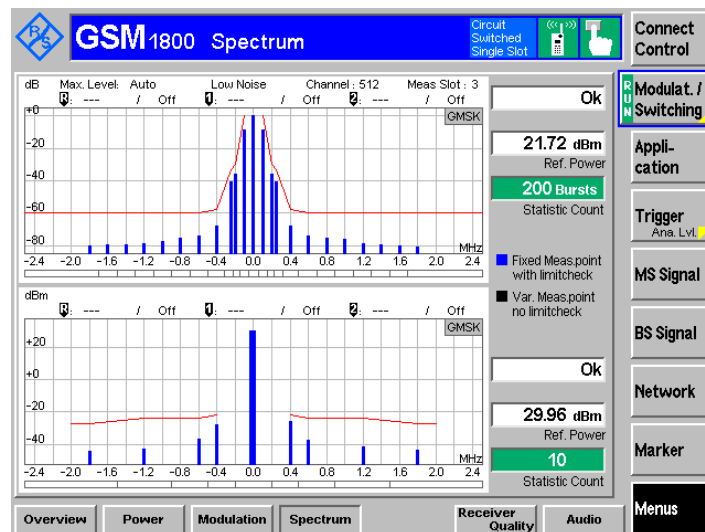 R S
GSM 1800 Spectrum
Circuit
Switched
Single Slot
Connect
Control
dB Max. Level: Auto Low Noise Channel : 512 Meas Slot : 3
R: --- / Off 1: --- / Off 2: --- / Off
+0
GMSK
-20
-40
-60
-80
MHz
-2.4 -2.0 -1.6 -1.2 -0.8 -0.4 0.0 0.4 0.8 1.2 1.6 2.0 2.4
Ok
21.72 dBm
Ref. Power
200 Bursts
Statistic Count
Fixed Meas.point
with limitcheck
Var. Meas.point
no limitcheck
dBm
R: --- / Off 1: --- / Off 2: --- / Off
GMSK
+20
+0
-20
-40
MHz
-2.4 -2.0 -1.6 -1.2 -0.8 -0.4 0.0 0.4 0.8 1.2 1.6 2.0 2.4
Ok
29.96 dBm
Ref. Power
10
Statistic Count
RUN
Modulat. /
Switching
Appli-
cation
Trigger
Ana. Lvl.
MS Signal
BS Signal
Network
Marker
Menus
Overview Power Modulation Spectrum Receiver
Quality Audio